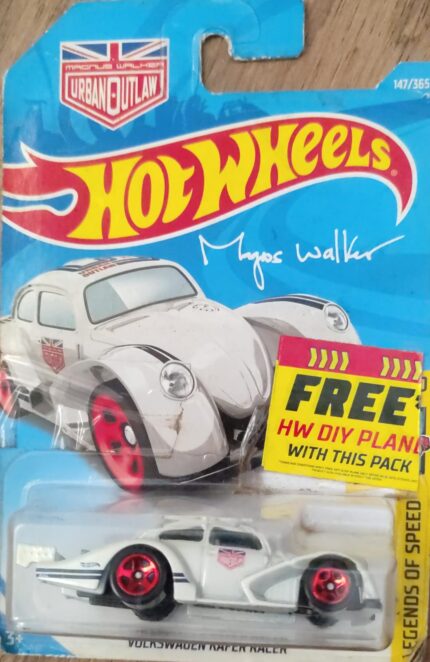 MAGNUS WALKER
URBAN OUTLAW
147/365
HOT WHEELS
Magnus Walker
FREE
HW DIY PLANE
WITH THIS PACK
LEGENDS OF SPEED
3+
VOLKSWAGEN KAFER RACER